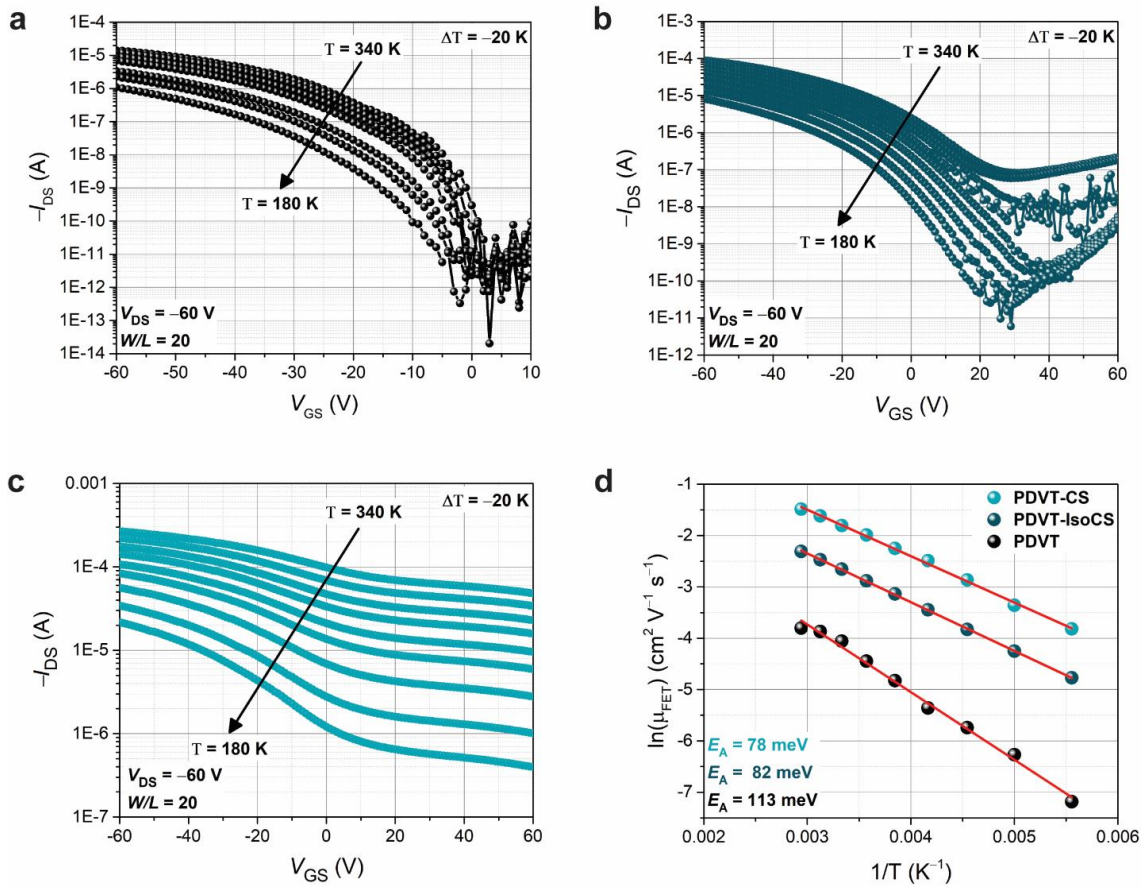 a
1E-4
1E-5
1E-6
1E-7
1E-8
1E-9
1E-10
1E-11
1E-12
1E-13
1E-14
–I_DS (A)
ΔT = –20 K
T = 340 K
T = 180 K
V_DS = –60 V
W/L = 20
-60 -50 -40 -30 -20 -10 0 10
V_GS (V)
b
1E-3
1E-4
1E-5
1E-6
1E-7
1E-8
1E-9
1E-10
1E-11
1E-12
–I_DS (A)
ΔT = –20 K
T = 340 K
T = 180 K
V_DS = –60 V
W/L = 20
-60 -40 -20 0 20 40 60
V_GS (V)
c
0.001
1E-4
1E-5
1E-6
1E-7
–I_DS (A)
ΔT = –20 K
T = 340 K
T = 180 K
V_DS = –60 V
W/L = 20
-60 -40 -20 0 20 40 60
V_GS (V)
d
-1
-2
-3
-4
-5
-6
-7
ln(μ_FET) (cm² V⁻¹ s⁻¹)
PDVT-CS
PDVT-IsoCS
PDVT
E_A = 78 meV
E_A = 82 meV
E_A = 113 meV
0.002 0.003 0.004 0.005 0.006
1/T (K⁻¹)